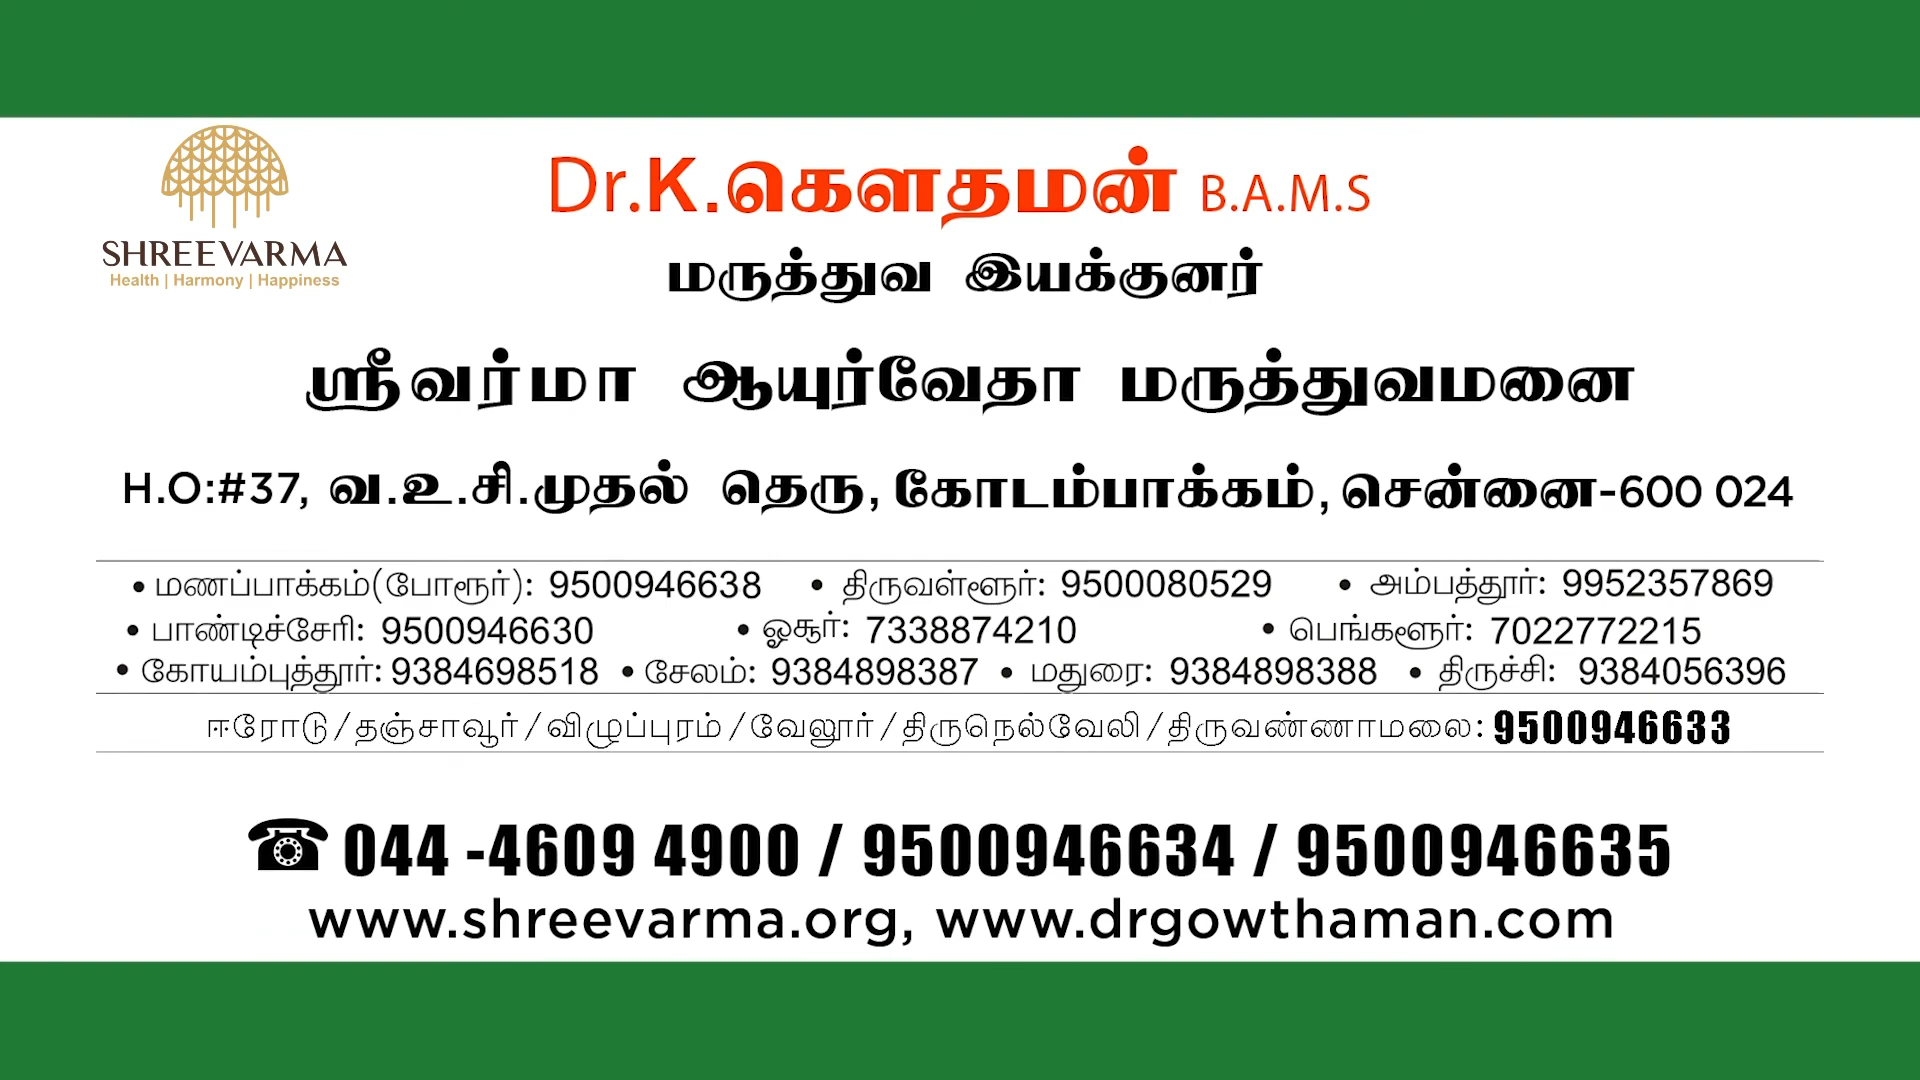 SHREEVARMA
Health | Harmony | Happiness
Dr.K.கௌதமன் B.A.M.S
மருத்துவ இயக்குனர்
ஸ்ரீவர்மா ஆயுர்வேதா மருத்துவமனை
H.O:#37, வ.உ.சி.முதல் தெரு, கோடம்பாக்கம், சென்னை-600 024
• மணப்பாக்கம்(போரூர்): 9500946638 • திருவள்ளூர்: 9500080529 • அம்பத்தூர்: 9952357869
• பாண்டிச்சேரி: 9500946630 • ஓசூர்: 7338874210 • பெங்களூர்: 7022772215
• கோயம்புத்தூர்: 9384698518 • சேலம்: 9384898387 • மதுரை: 9384898388 • திருச்சி: 9384056396
ஈரோடு/தஞ்சாவூர்/விழுப்புரம்/வேலூர்/திருநெல்வேலி/திருவண்ணாமலை: 9500946633
☎ 044 -4609 4900 / 9500946634 / 9500946635
www.shreevarma.org, www.drgowthaman.com